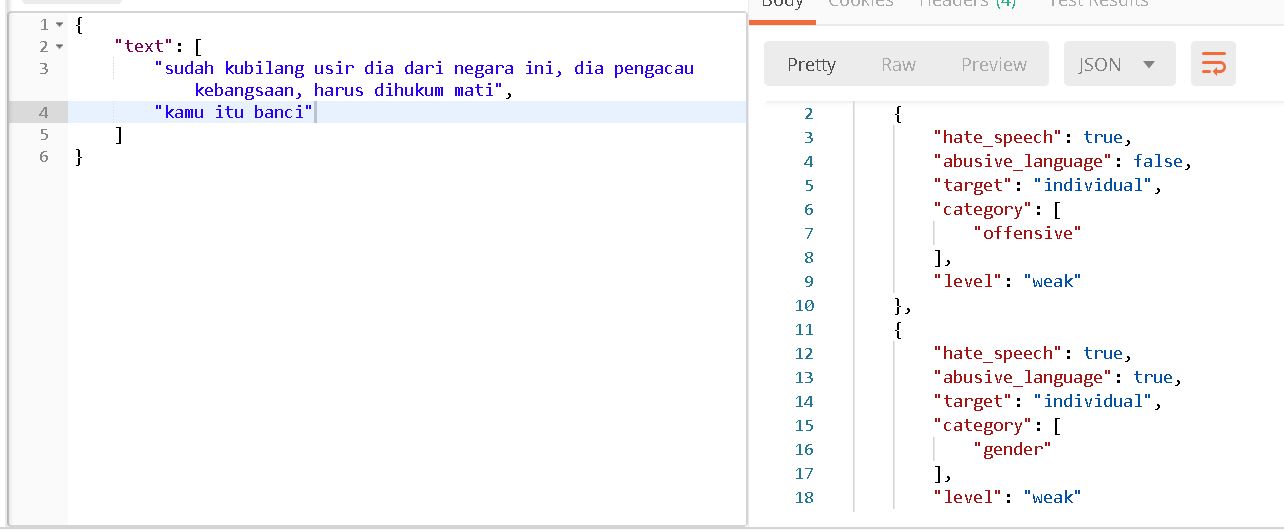 1 {
2 "text": [
3 "sudah kubilang usir dia dari negara ini, dia pengacau
kebangsaan, harus dihukum mati",
4 "kamu itu banci"
5 ]
6 }
Body Cookies Headers (4) Test Results
Pretty Raw Preview JSON
2 {
3 "hate_speech": true,
4 "abusive_language": false,
5 "target": "individual",
6 "category": [
7 "offensive"
8 ],
9 "level": "weak"
10 },
11 {
12 "hate_speech": true,
13 "abusive_language": true,
14 "target": "individual",
15 "category": [
16 "gender"
17 ],
18 "level": "weak"